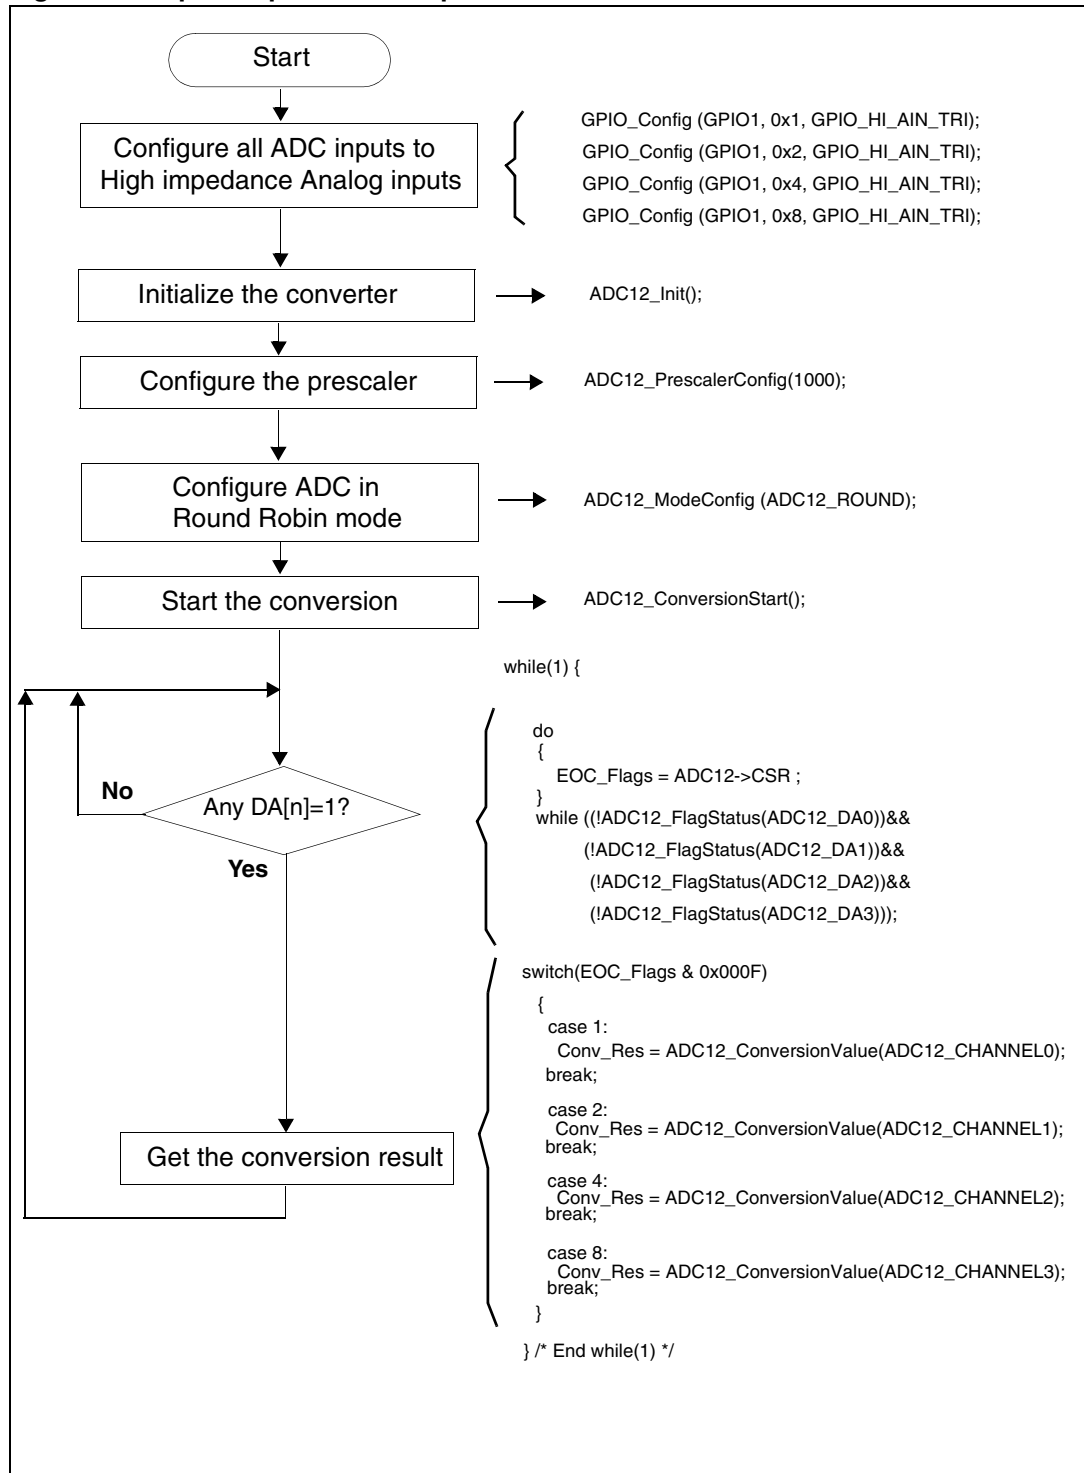 Start
Configure all ADC inputs to
High impedance Analog inputs
GPIO_Config (GPIO1, 0x1, GPIO_HI_AIN_TRI);
GPIO_Config (GPIO1, 0x2, GPIO_HI_AIN_TRI);
GPIO_Config (GPIO1, 0x4, GPIO_HI_AIN_TRI);
GPIO_Config (GPIO1, 0x8, GPIO_HI_AIN_TRI);
Initialize the converter
ADC12_Init();
Configure the prescaler
ADC12_PrescalerConfig(1000);
Configure ADC in
Round Robin mode
ADC12_ModeConfig (ADC12_ROUND);
Start the conversion
ADC12_ConversionStart();
while(1) {
No
Any DA[n]=1?
Yes
do
{
EOC_Flags = ADC12->CSR ;
}
while ((!ADC12_FlagStatus(ADC12_DA0))&&
(!ADC12_FlagStatus(ADC12_DA1))&&
(!ADC12_FlagStatus(ADC12_DA2))&&
(!ADC12_FlagStatus(ADC12_DA3)));
Get the conversion result
switch(EOC_Flags & 0x000F)
{
case 1:
Conv_Res = ADC12_ConversionValue(ADC12_CHANNEL0);
break;
case 2:
Conv_Res = ADC12_ConversionValue(ADC12_CHANNEL1);
break;
case 4:
Conv_Res = ADC12_ConversionValue(ADC12_CHANNEL2);
break;
case 8:
Conv_Res = ADC12_ConversionValue(ADC12_CHANNEL3);
break;
}
} /* End while(1) */